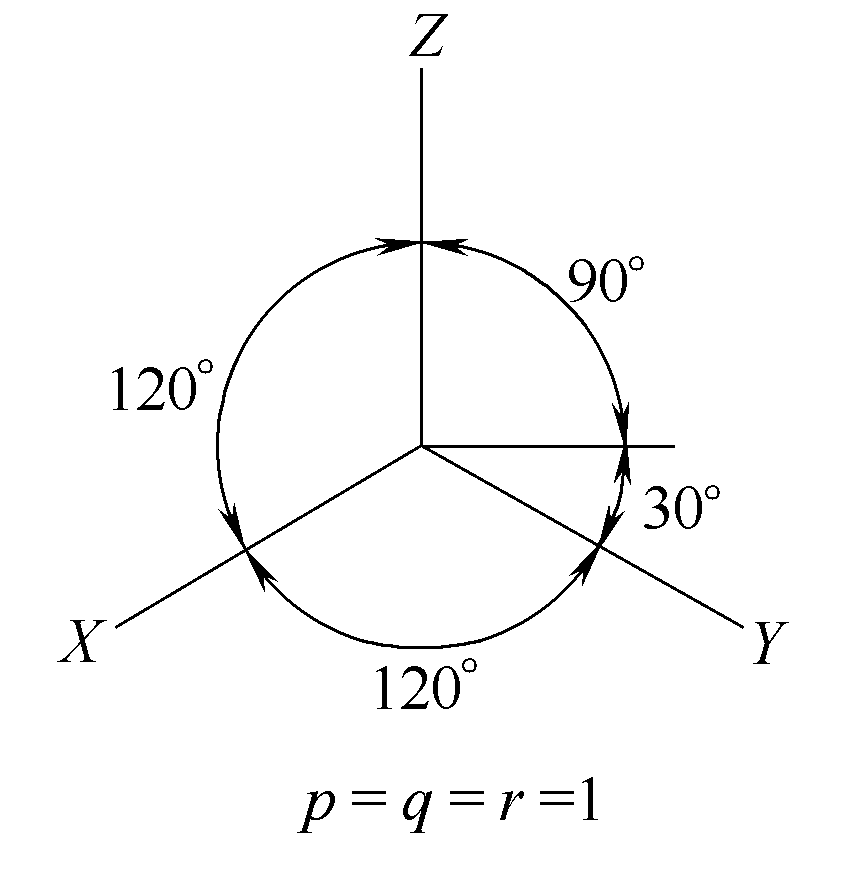 Z
90°
120°
30°
X
Y
120°
p = q = r =1